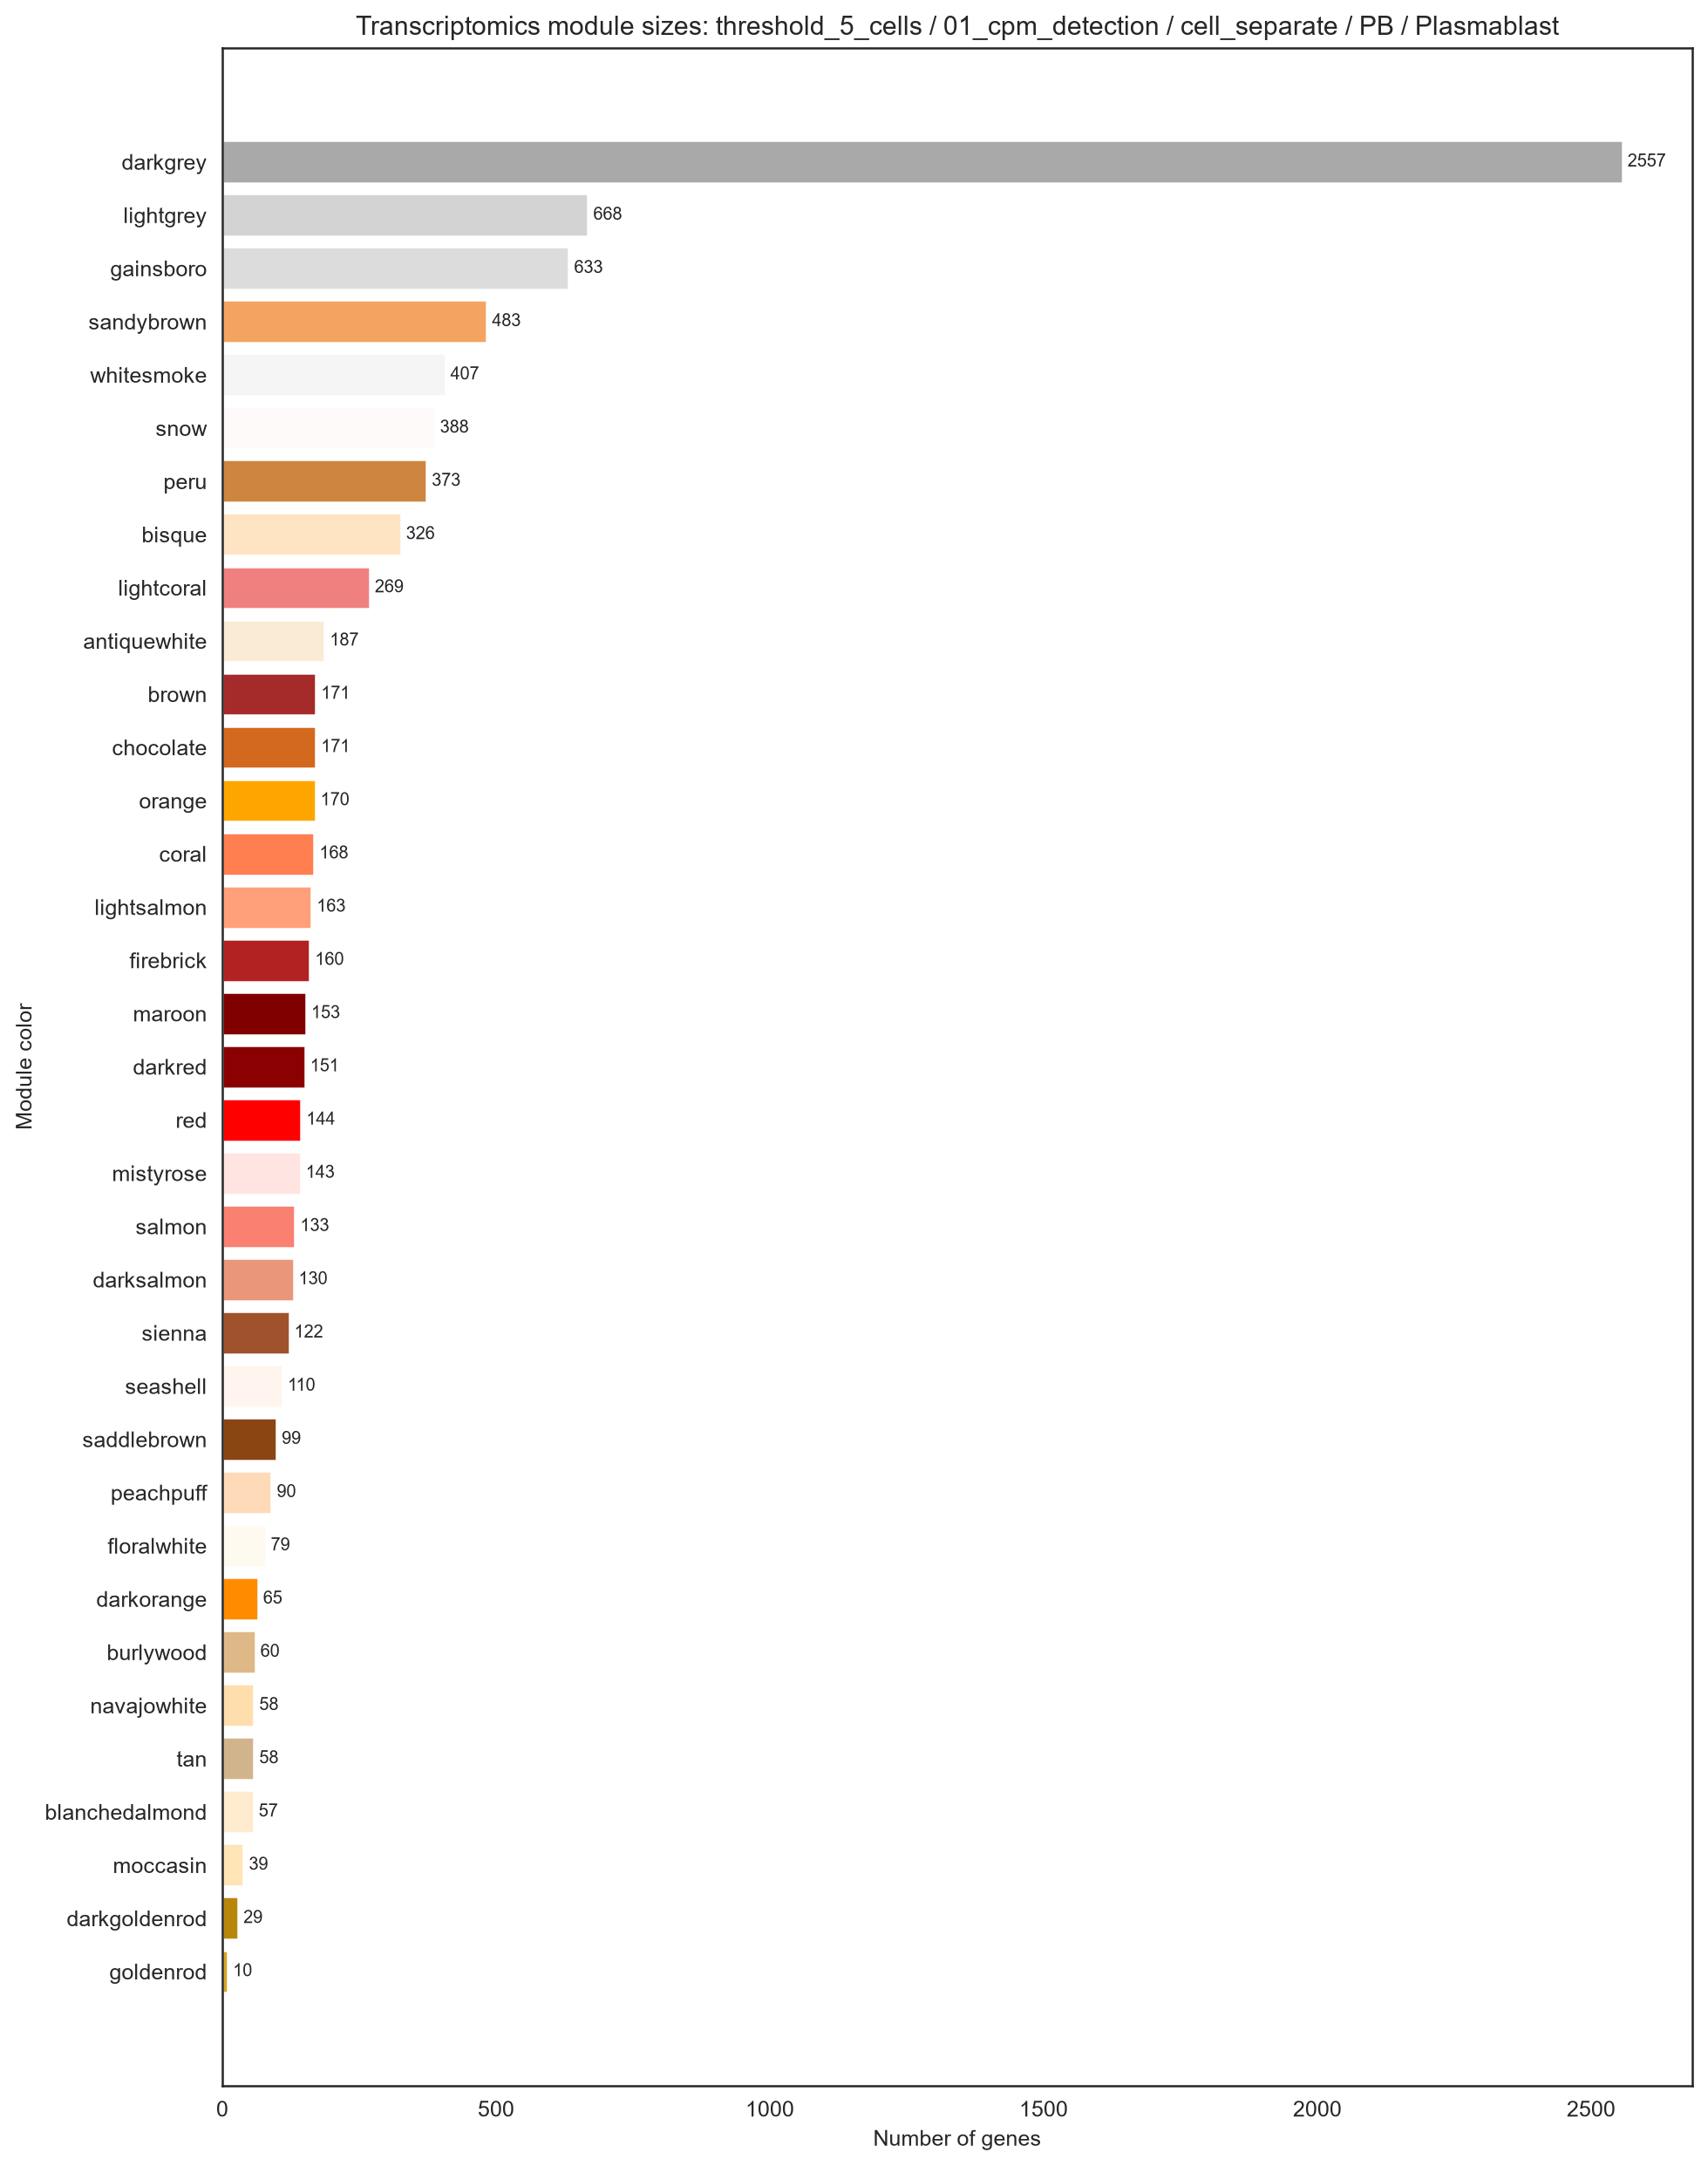 Transcriptomics module sizes: threshold_5_cells / 01_cpm_detection / cell_separate / PB / Plasmablast
darkgrey 2557
lightgrey 668
gainsboro 633
sandybrown 483
whitesmoke 407
snow 388
peru 373
bisque 326
lightcoral 269
antiquewhite 187
brown 171
chocolate 171
orange 170
coral 168
lightsalmon 163
firebrick 160
maroon 153
darkred 151
red 144
mistyrose 143
salmon 133
darksalmon 130
sienna 122
seashell 110
saddlebrown 99
peachpuff 90
floralwhite 79
darkorange 65
burlywood 60
navajowhite 58
tan 58
blanchedalmond 57
moccasin 39
darkgoldenrod 29
goldenrod 10
Module color
0 500 1000 1500 2000 2500
Number of genes